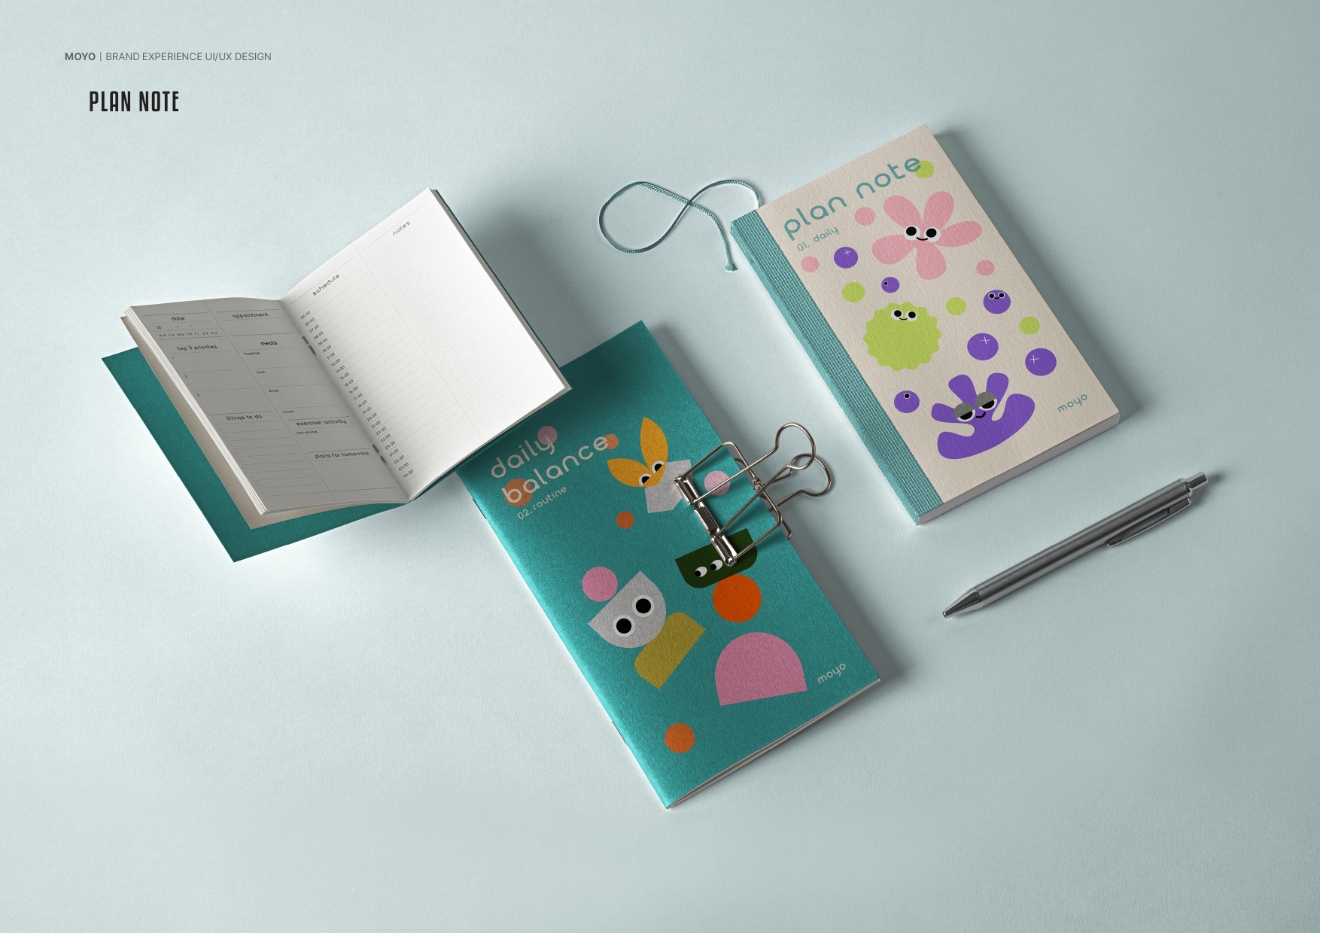 MOYO | BRAND EXPERIENCE UI/UX DESIGN
PLAN NOTE
plan note
01. daily
moyo
daily
balance
02.routine
moyo
date
appointment
top 3 priorities
meals
things to do
exercise/ activity
plans for tomorrow
schedule
notes